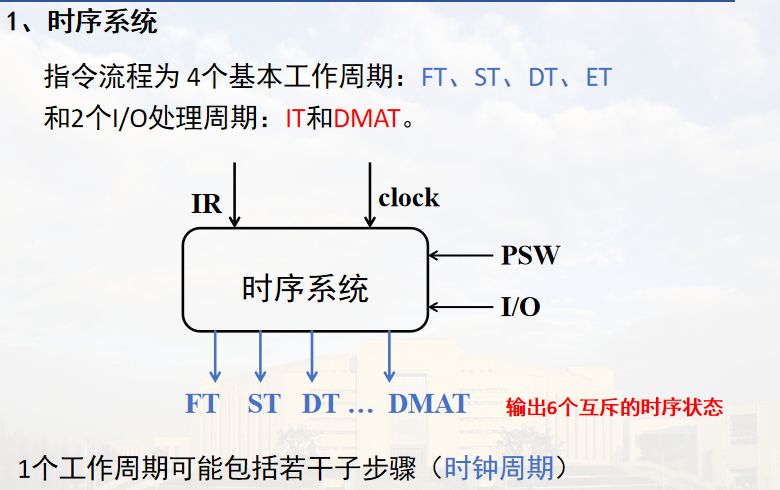 1、时序系统
指令流程为 4个基本工作周期：FT、ST、DT、ET
和2个I/O处理周期：IT和DMAT。
IR
clock
时序系统
PSW
I/O
FT ST DT … DMAT
输出6个互斥的时序状态
1个工作周期可能包括若干子步骤（时钟周期）